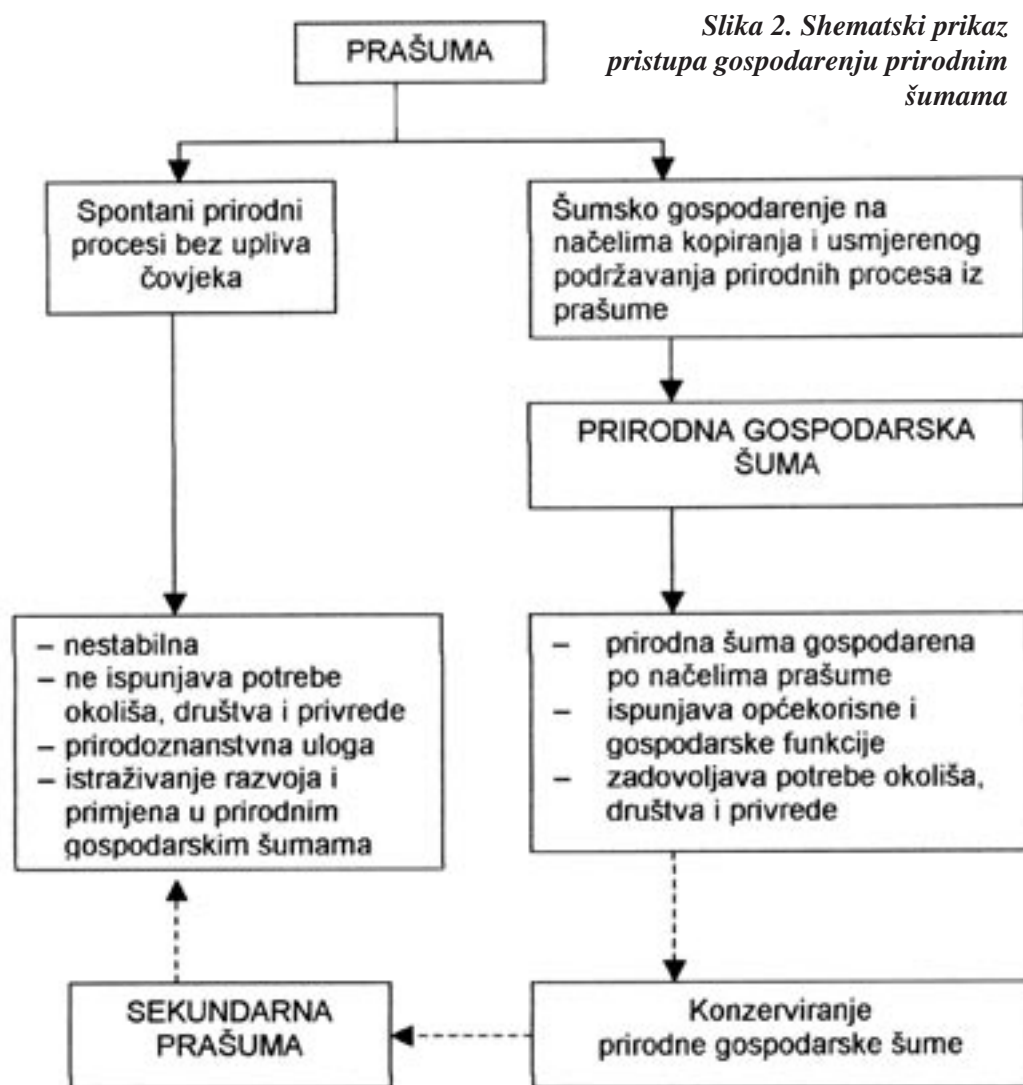 Slika 2. Shematski prikaz
pristupa gospodarenju prirodnim
šumama
PRAŠUMA
Spontani prirodni
procesi bez upliva
čovjeka
Šumsko gospodarenje na
načelima kopiranja i usmjerenog
podržavanja prirodnih procesa iz
prašume
PRIRODNA GOSPODARSKA
ŠUMA
– nestabilna
– ne ispunjava potrebe
okoliša, društva i privrede
– prirodoznanstvna uloga
– istraživanje razvoja i
primjena u prirodnim
gospodarskim šumama
– prirodna šuma gospodarena
po načelima prašume
– ispunjava općekorisne i
gospodarske funkcije
– zadovoljava potrebe okoliša,
društva i privrede
SEKUNDARNA
PRAŠUMA
Konzerviranje
prirodne gospodarske šume